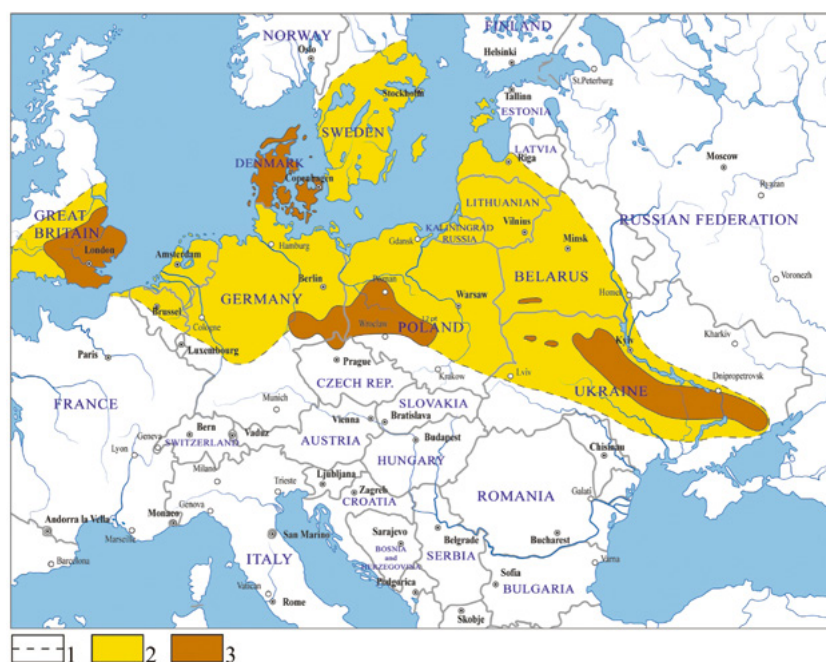 NORWAY
Oslo
FINLAND
Helsinki
St.Peterburg
Stockholm
Tallinn
ESTONIA
SWEDEN
LATVIA
Riga
DENMARK
Copenhagen
Moscow
Ryazan
LITHUANIAN
Vilnius
KALININGRAD
RUSSIA
RUSSIAN FEDERATION
GREAT
BRITAIN
London
Amsterdam
Hamburg
Gdansk
Minsk
BELARUS
Voronezh
Homel
Berlin
GERMANY
Poznan
Warsaw
Brussel
Cologne
POLAND
Wroclaw
Kyiv
Kharkiv
Luxembourg
Paris
Prague
CZECH REP.
Krakow
Lviv
UKRAINE
Dnipropetrovsk
FRANCE
Munich
SLOVAKIA
Vienna
Bratislava
Bern
Vaduz
Geneva
SWITZERLAND
AUSTRIA
Budapest
HUNGARY
Chisinau
Lyon
Milano
Trieste
Ljubljana
Zagreb
CROATIA
ROMANIA
Galati
Genova
Monaco
Marseille
Andorra la Vella
San Marino
Sarajevo
BOSNIA
and
HERZEGOVINA
Belgrade
SERBIA
Bucharest
Barcelona
ITALY
Vatican
Rome
Podgarica
Sofia
BULGARIA
Varna
Skobje
1
2
3